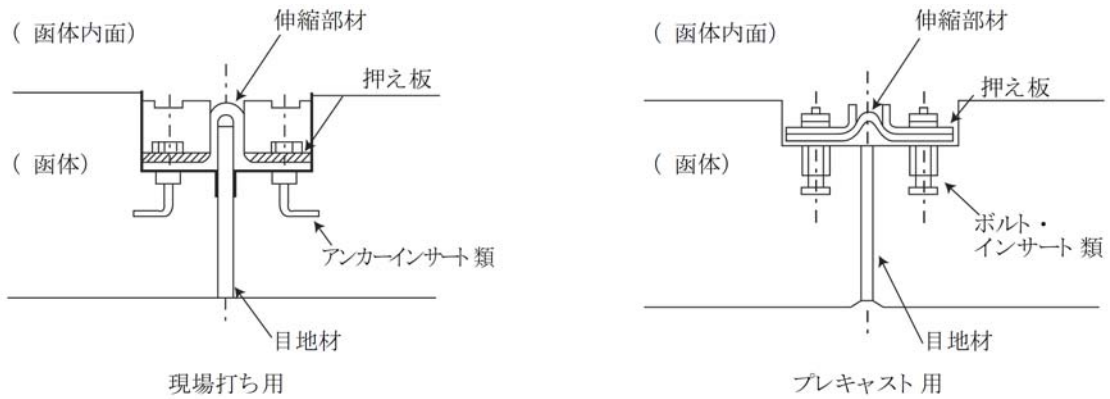 (函体内面)
伸縮部材
押え板
(函体)
アンカーインサート類
目地材
現場打ち用
(函体内面)
伸縮部材
押え板
(函体)
ボルト・
インサート類
目地材
プレキャスト用